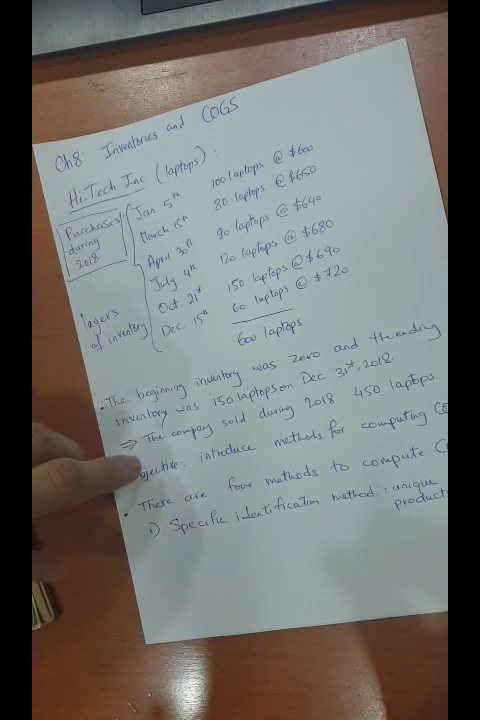 Ch8: Inventories and COGS
Hi-Tech Inc (laptops):
Purchases during 2018
Jan 5th 100 laptops @ $600
March 15th 80 laptops @ $650
April 30th 90 laptops @ $640
July 4th 120 laptops @ $680
Oct. 21st 150 laptops @ $690
Dec. 15th 60 laptops @ $720
600 laptops
layers of inventory
• The beginning inventory was zero and the ending
inventory was 150 laptops on Dec 31st, 2018.
⇒ The company sold during 2018 450 laptops.
bjective: introduce methods for computing CO
• There are four methods to compute C
1) Specific identification method: unique
products